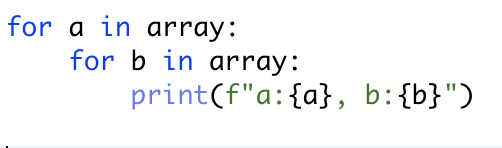 for a in array:
    for b in array:
        print(f"a:{a}, b:{b}")